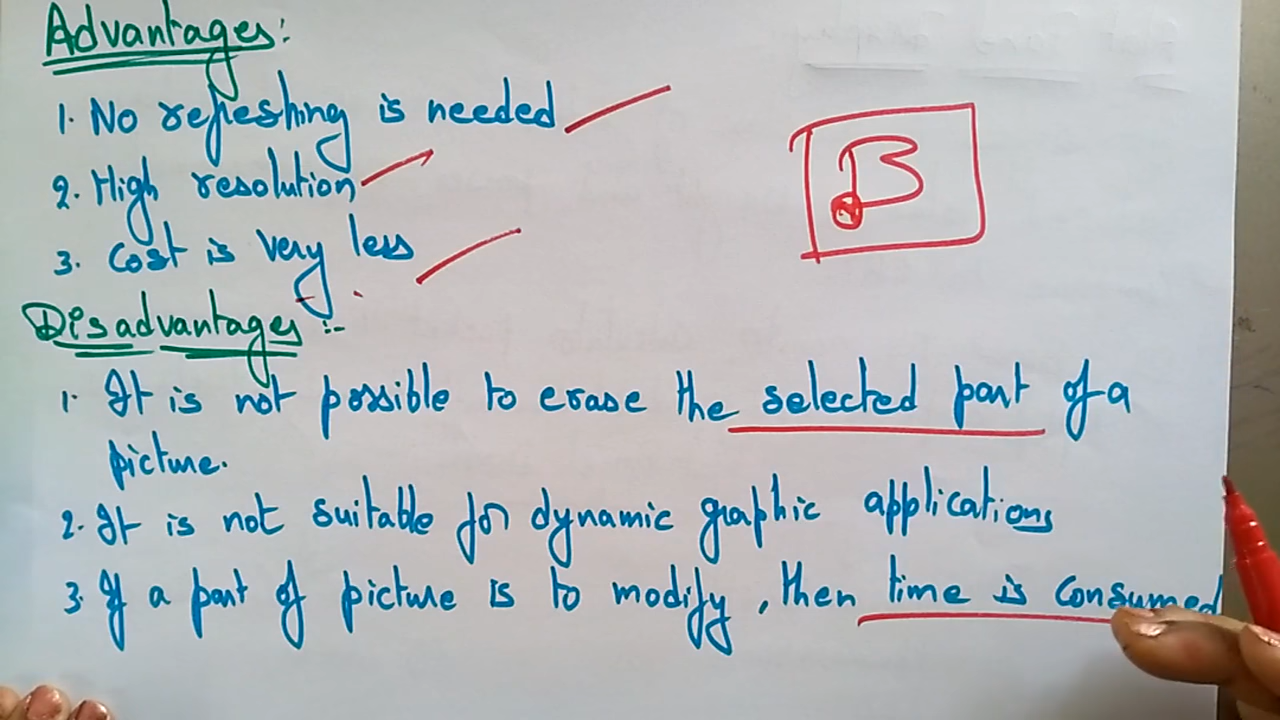 Advantages:
1. No refreshing is needed
2. High resolution
3. Cost is very less
B
Disadvantages :-
1. It is not possible to erase the selected part of a
picture.
2. It is not suitable for dynamic graphic applications
3. If a part of picture is to modify, then time is consumed